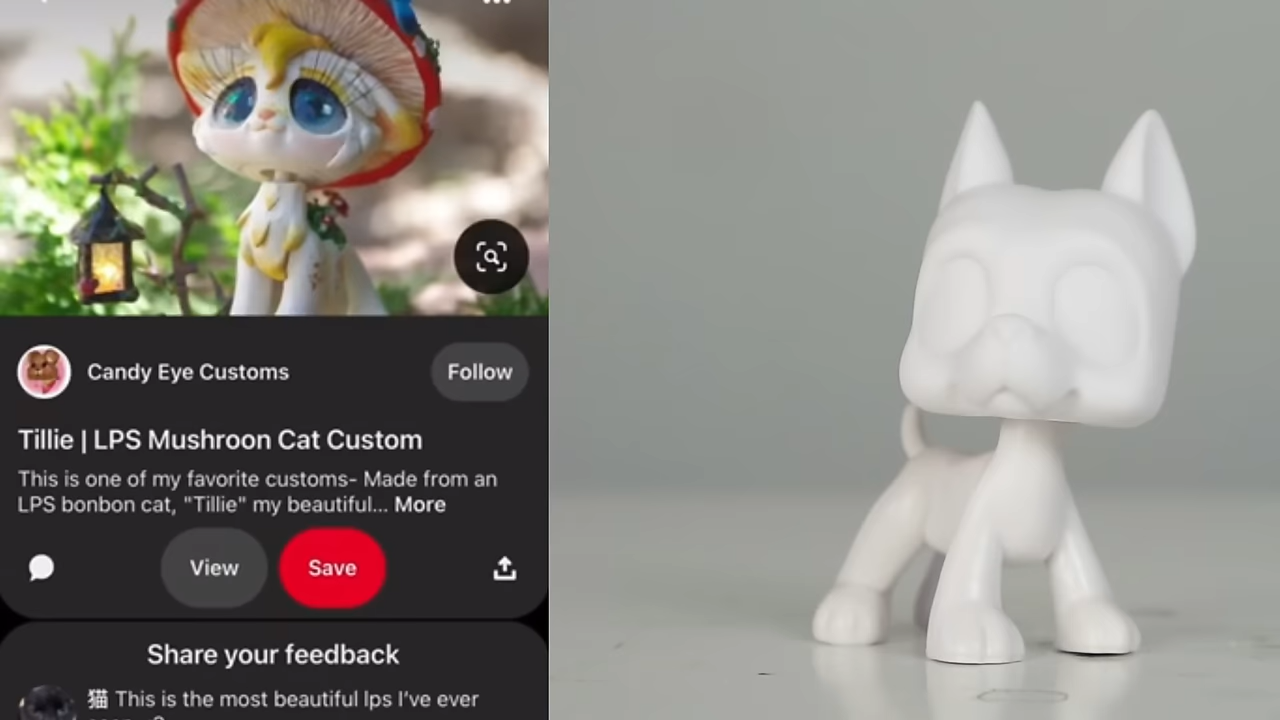 Candy Eye Customs
Follow
Tillie | LPS Mushroon Cat Custom
This is one of my favorite customs- Made from an
LPS bonbon cat, "Tillie" my beautiful... More
View
Save
Share your feedback
猫 This is the most beautiful lps I've ever